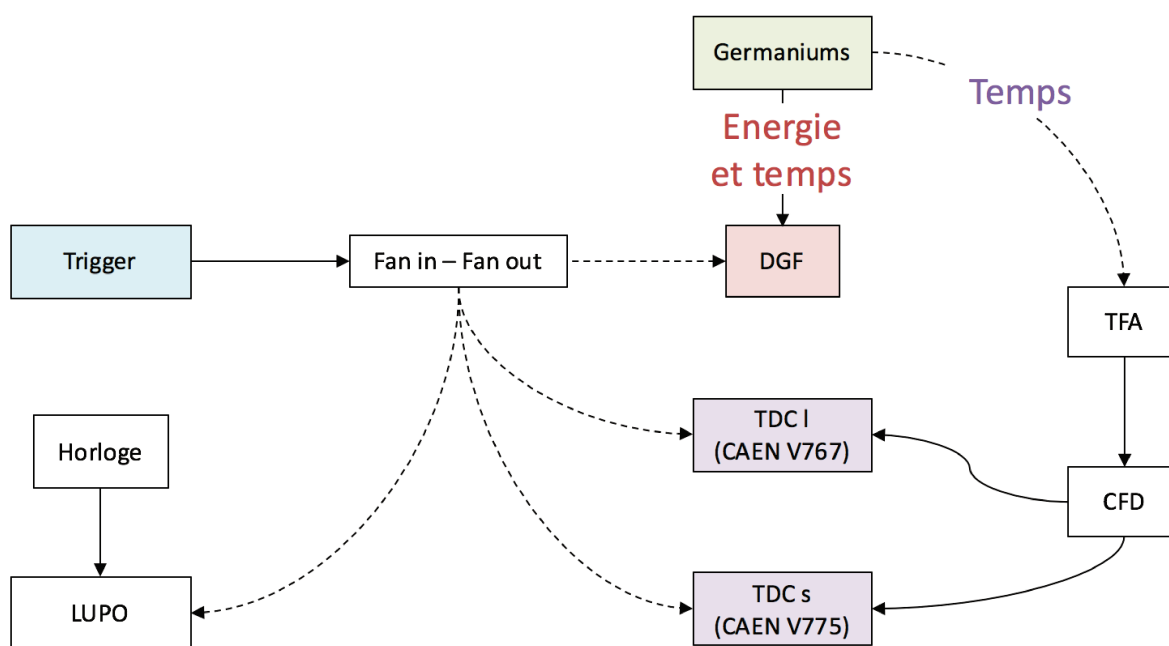 Germaniums
Temps
Energie
et temps
Trigger
Fan in – Fan out
DGF
TFA
TDC l
(CAEN V767)
Horloge
CFD
LUPO
TDC s
(CAEN V775)